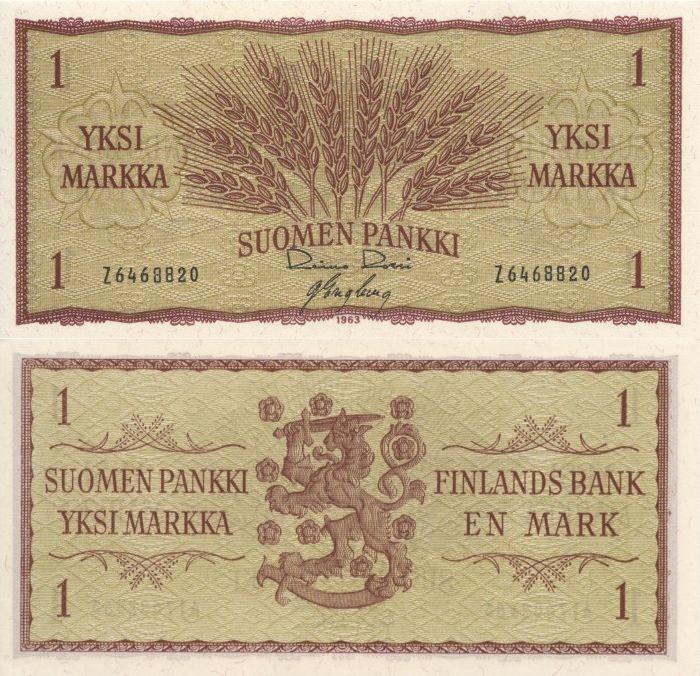 1 1
YKSI MARKKA
YKSI MARKKA
SUOMEN PANKKI
1 Z6468820
Z6468820 1
1963
1 1
SUOMEN PANKKI
YKSI MARKKA
FINLANDS BANK
EN MARK
1 1